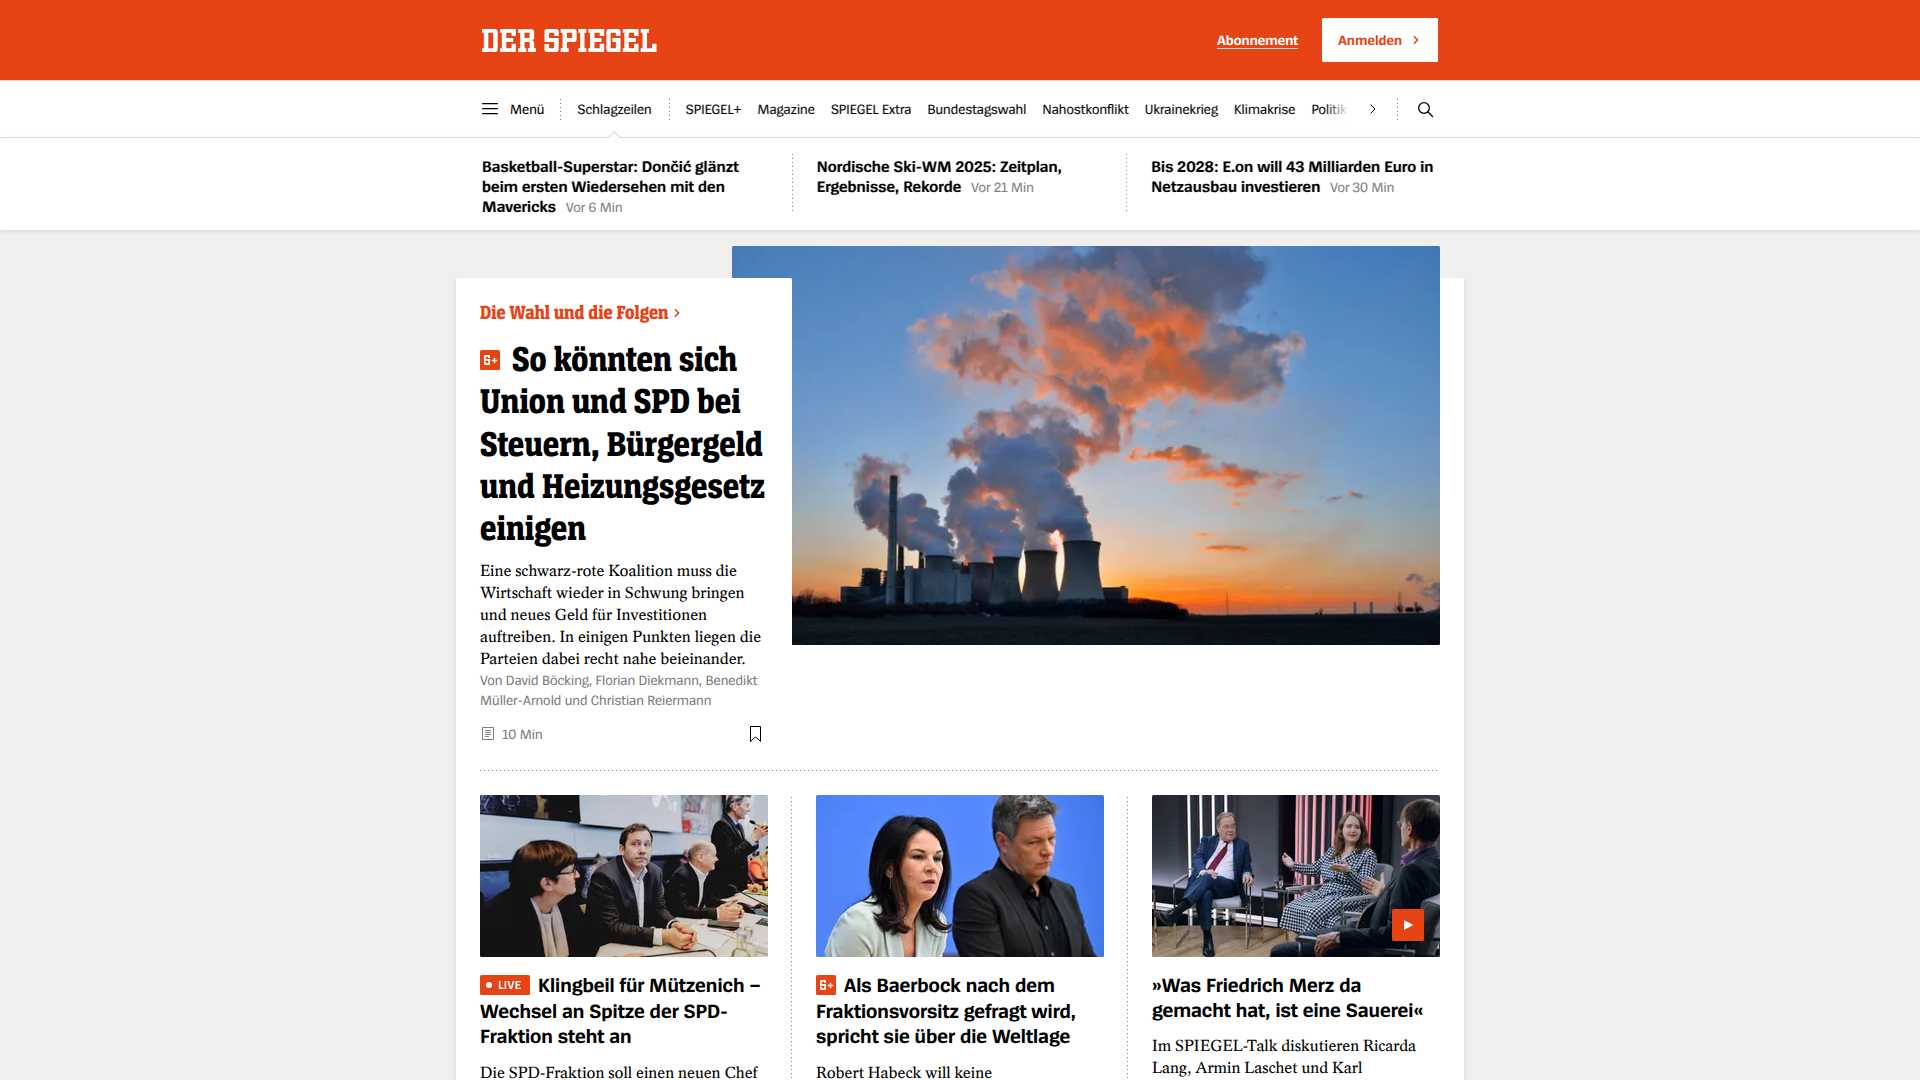 DER SPIEGEL
Abonnement
Anmelden
Menü
Schlagzeilen
SPIEGEL+
Magazine
SPIEGEL Extra
Bundestagswahl
Nahostkonflikt
Ukrainekrieg
Klimakrise
Politik
Basketball-Superstar: Dončić glänzt
beim ersten Wiedersehen mit den
Mavericks Vor 6 Min
Nordische Ski-WM 2025: Zeitplan,
Ergebnisse, Rekorde Vor 21 Min
Bis 2028: E.on will 43 Milliarden Euro in
Netzausbau investieren Vor 30 Min
Die Wahl und die Folgen
So könnten sich
Union und SPD bei
Steuern, Bürgergeld
und Heizungsgesetz
einigen
Eine schwarz-rote Koalition muss die
Wirtschaft wieder in Schwung bringen
und neues Geld für Investitionen
auftreiben. In einigen Punkten liegen die
Parteien dabei recht nahe beieinander.
Von David Böcking, Florian Diekmann, Benedikt
Müller-Arnold und Christian Reiermann
10 Min
LIVE Klingbeil für Mützenich –
Wechsel an Spitze der SPD-
Fraktion steht an
Die SPD-Fraktion soll einen neuen Chef
Als Baerbock nach dem
Fraktionsvorsitz gefragt wird,
spricht sie über die Weltlage
Robert Habeck will keine
»Was Friedrich Merz da
gemacht hat, ist eine Sauerei«
Im SPIEGEL-Talk diskutieren Ricarda
Lang, Armin Laschet und Karl